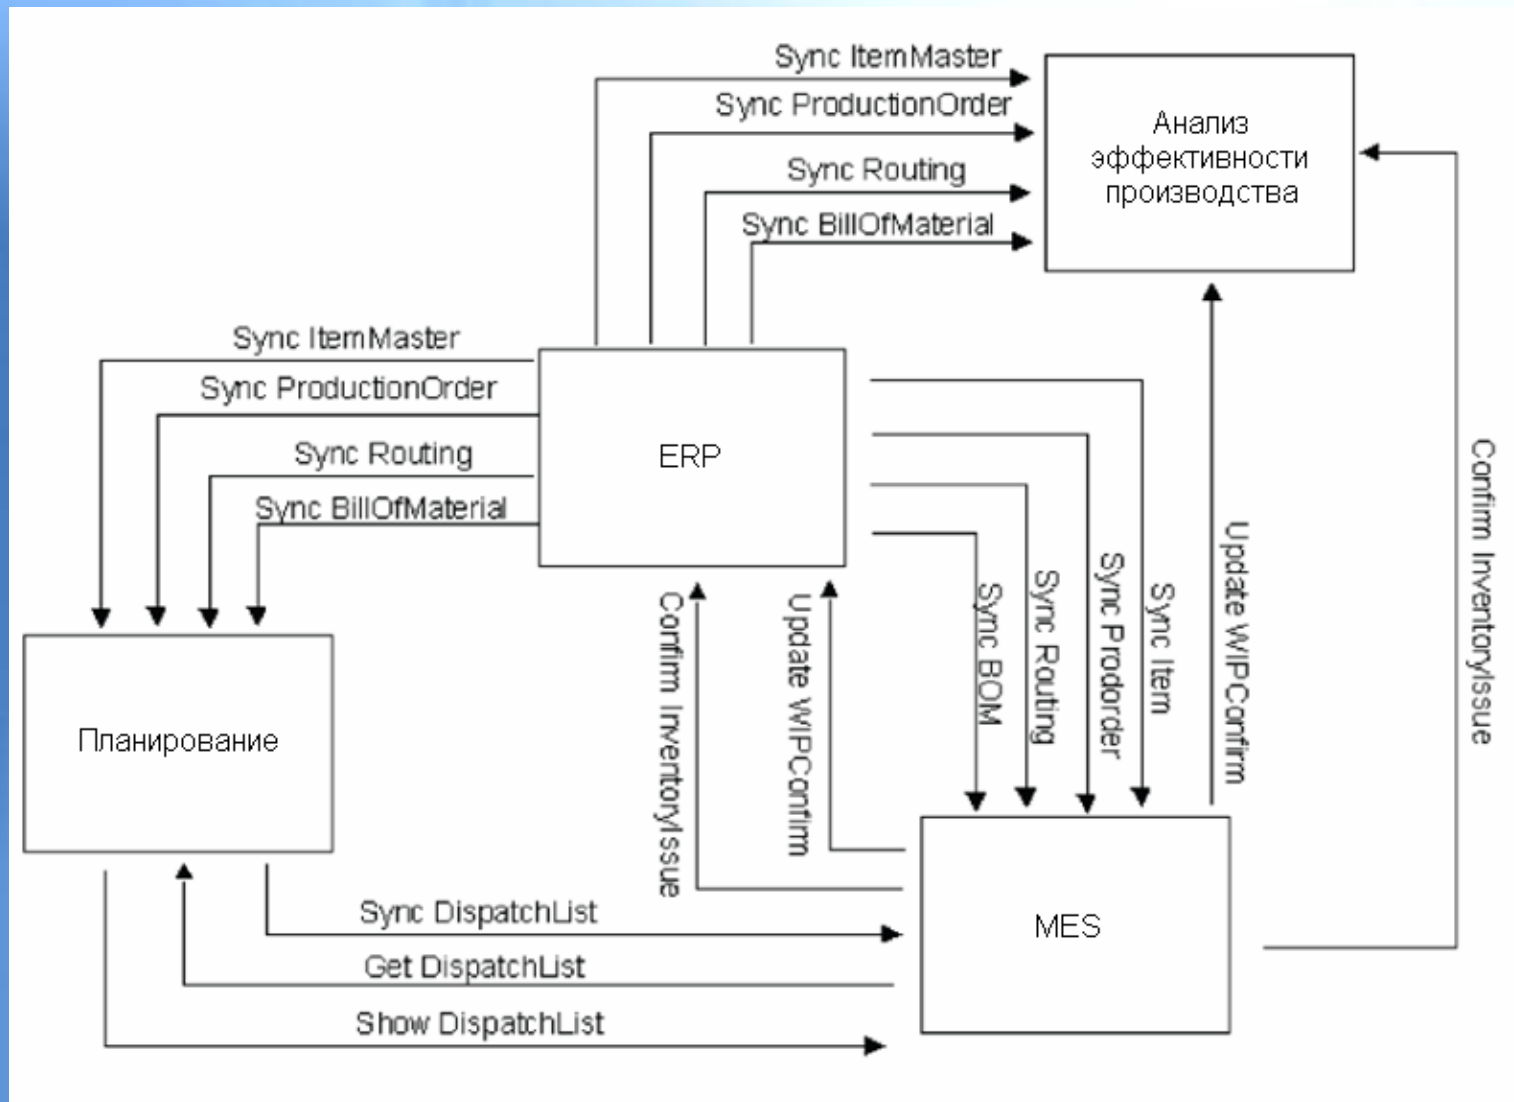 Sync ItemMaster
Sync ProductionOrder
Sync Routing
Sync BillOfMaterial
Анализ
эффективности
производства
Sync ItemMaster
Sync ProductionOrder
Sync Routing
Sync BillOfMaterial
ERP
Confirm InventoryIssue
Update WIPConfirm
Sync BOM
Sync Routing
Sync Prodorder
Sync Item
Update WIPConfirm
Confirm InventoryIssue
Планирование
Sync DispatchList
Get DispatchList
Show DispatchList
MES